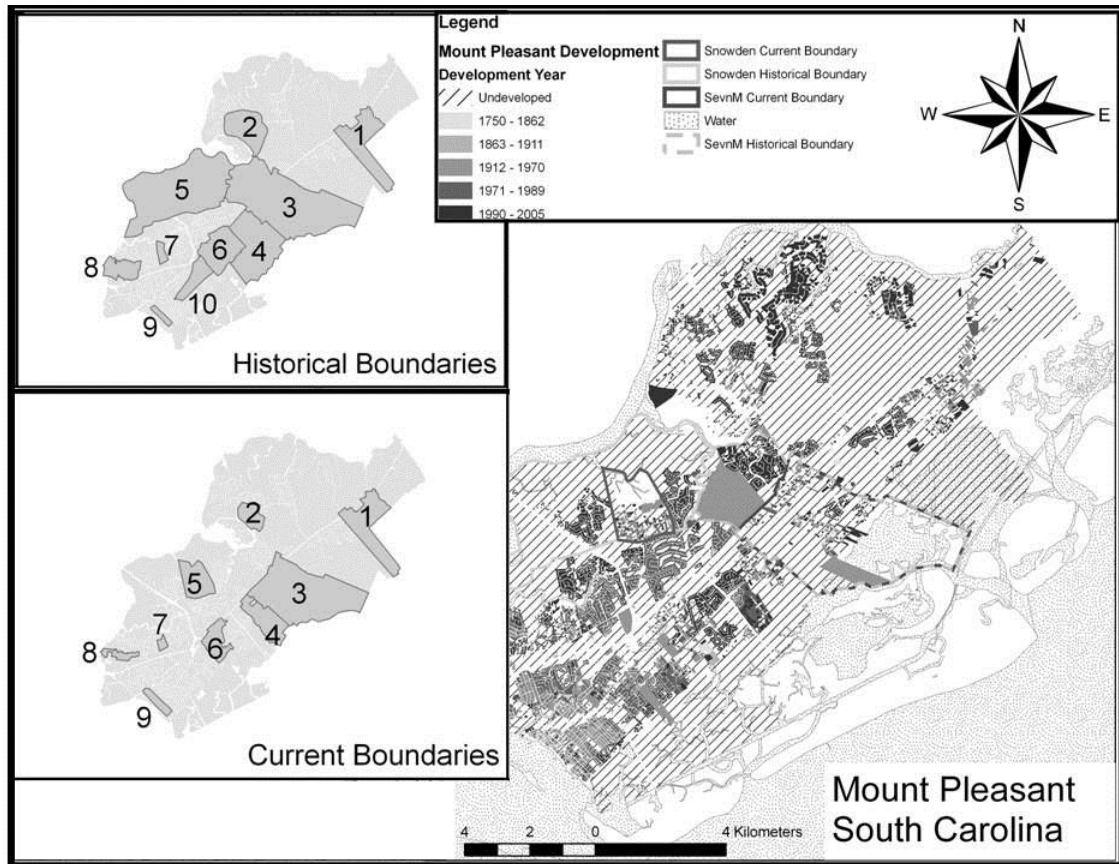 2
1
5
3
7
6
4
8
10
9
Historical Boundaries
2
1
5
3
7
4
8
6
9
Current Boundaries
Legend
Mount Pleasant Development
Development Year
Undeveloped
1750 - 1862
1863 - 1911
1912 - 1970
1971 - 1989
1990 - 2005
Snowden Current Boundary
Snowden Historical Boundary
SevnM Current Boundary
Water
SevnM Historical Boundary
N
W
E
S
4 2 0 4 Kilometers
Mount Pleasant
South Carolina